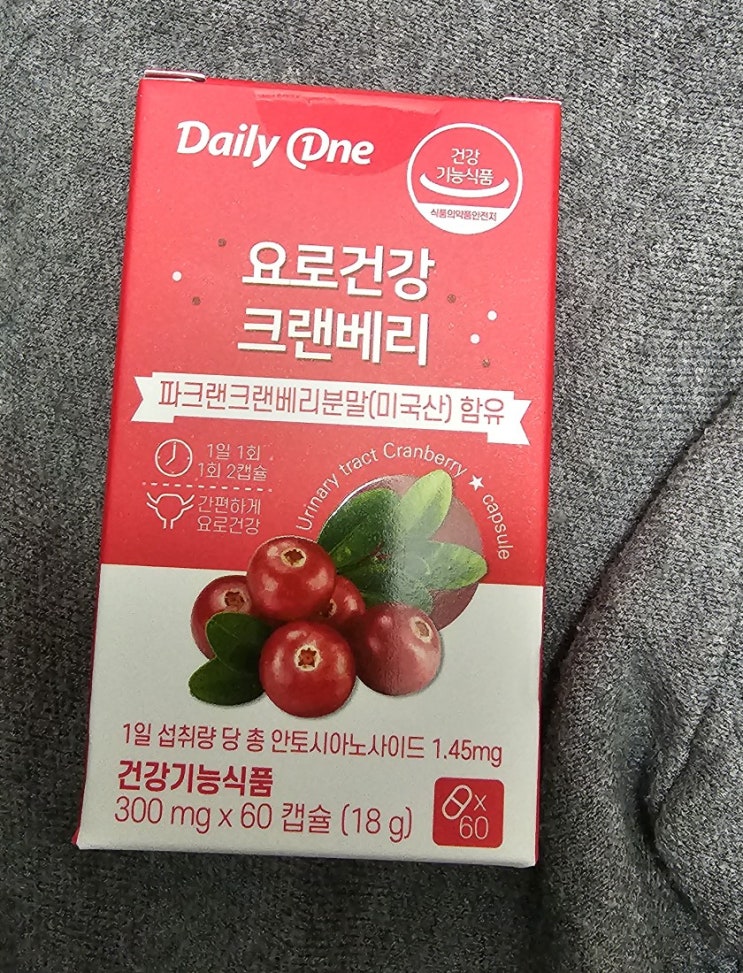 Daily One
건강
기능식품
식품의약품안전처
요로건강
크랜베리
파크랜크랜베리분말(미국산) 함유
1일 1회
1회 2캡슐
간편하게
요로건강
Urinary tract Cranberry ★ capsule
1일 섭취량 당 총 안토시아노사이드 1.45mg
건강기능식품
300 mg x 60 캡슐 (18 g)
x
60